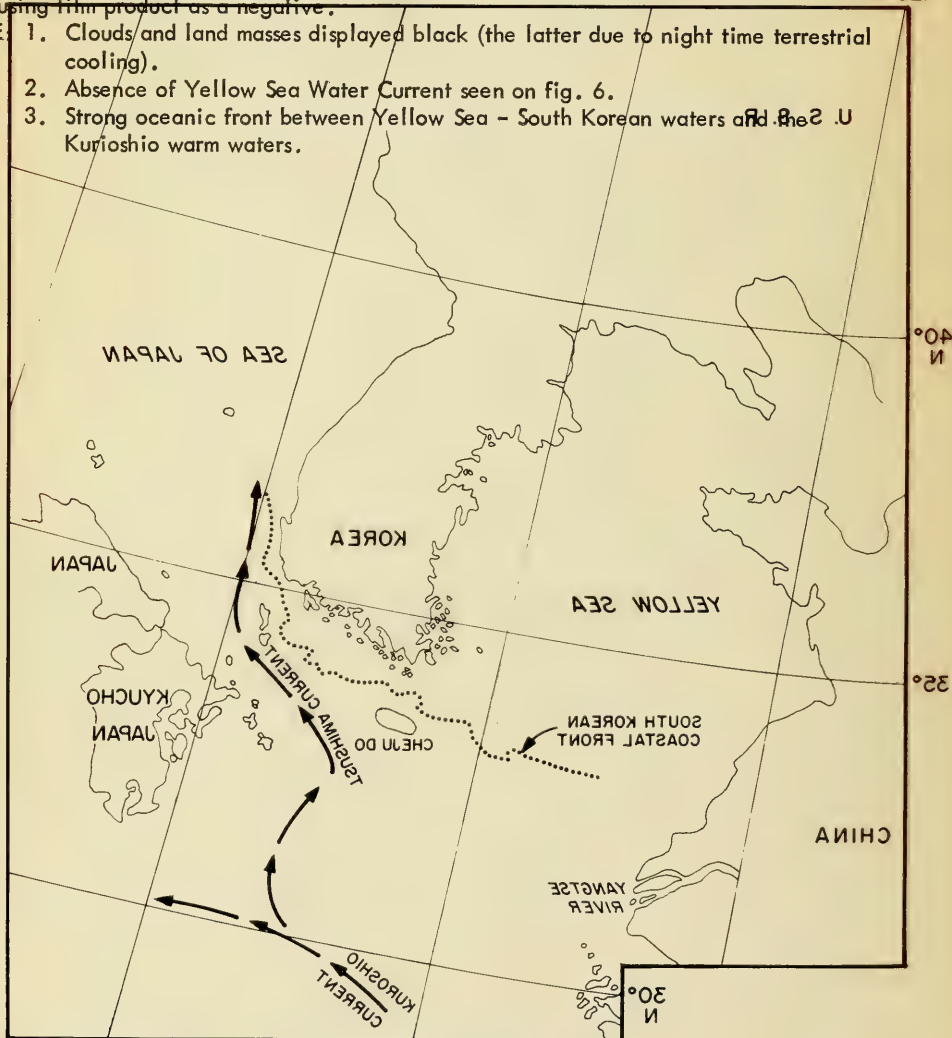 using film product as a negative.
1. Clouds and land masses displayed black (the latter due to night time terrestrial
cooling).
2. Absence of Yellow Sea Water Current seen on fig. 6.
3. Strong oceanic front between Yellow Sea - South Korean waters and the
Kurioshio warm waters.
U. S. S. R.
40°
N
SEA OF JAPAN
KOREA
JAPAN
YELLOW SEA
35°
KYUCHO
JAPAN
TSUSHIMA CURRENT
CHEJU DO
SOUTH KOREAN
COASTAL FRONT
CHINA
YANGTSE
RIVER
KUROSHIO
CURRENT
30°
N